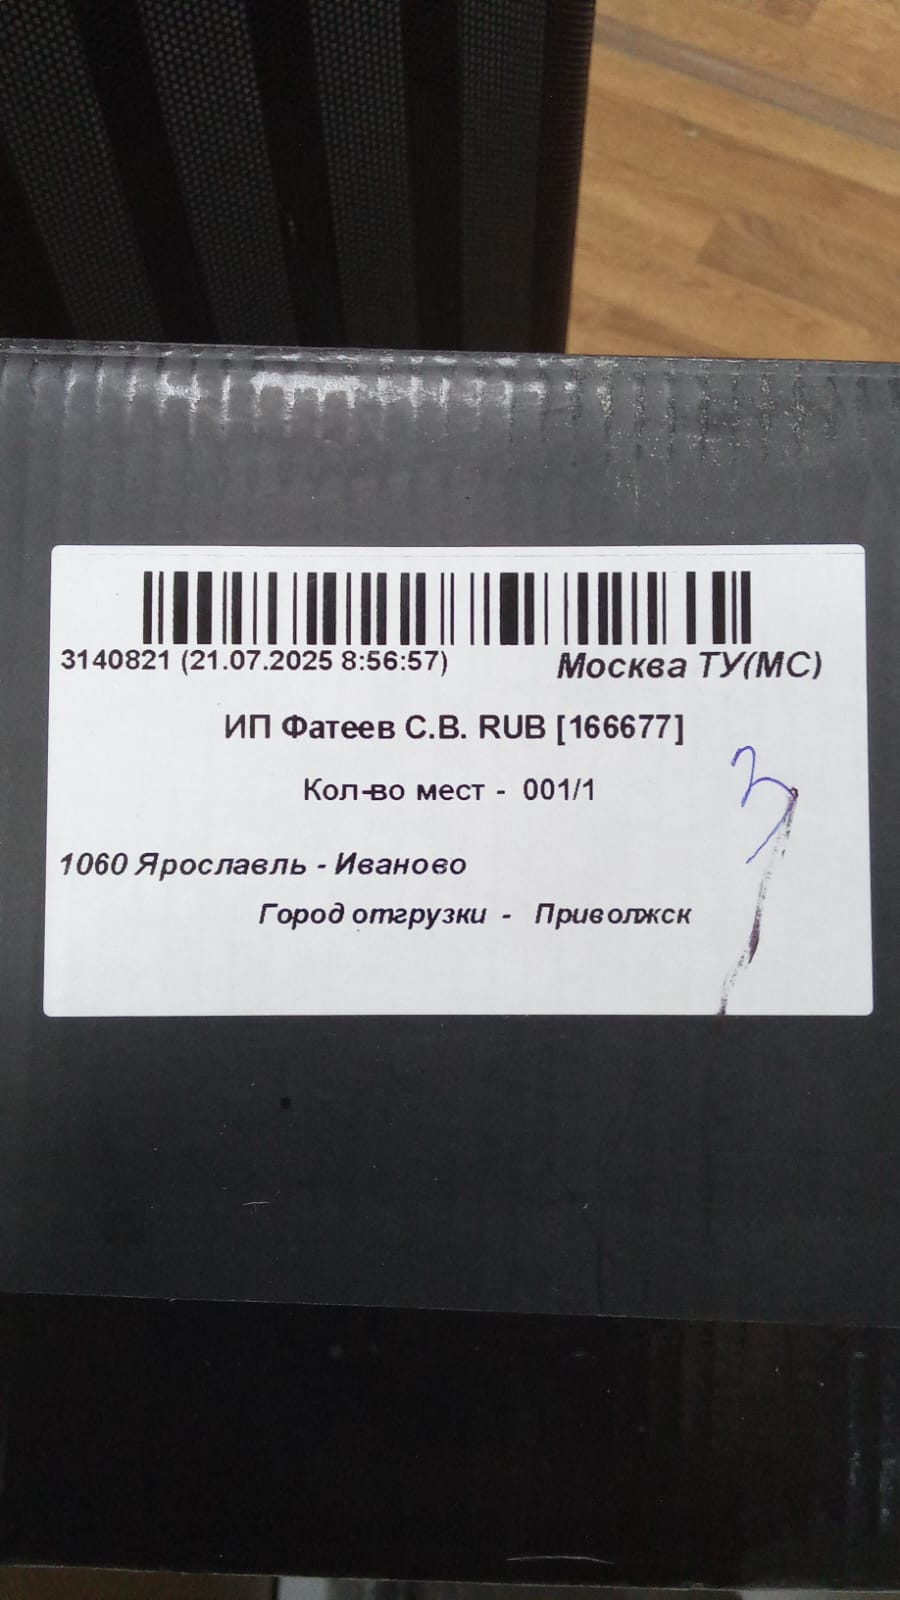 3140821 (21.07.2025 8:56:57) Москва ТУ(МС)
ИП Фатеев С.В. RUB [166677]
Кол-во мест - 001/1
1060 Ярославль - Иваново
Город отгрузки - Приволжск